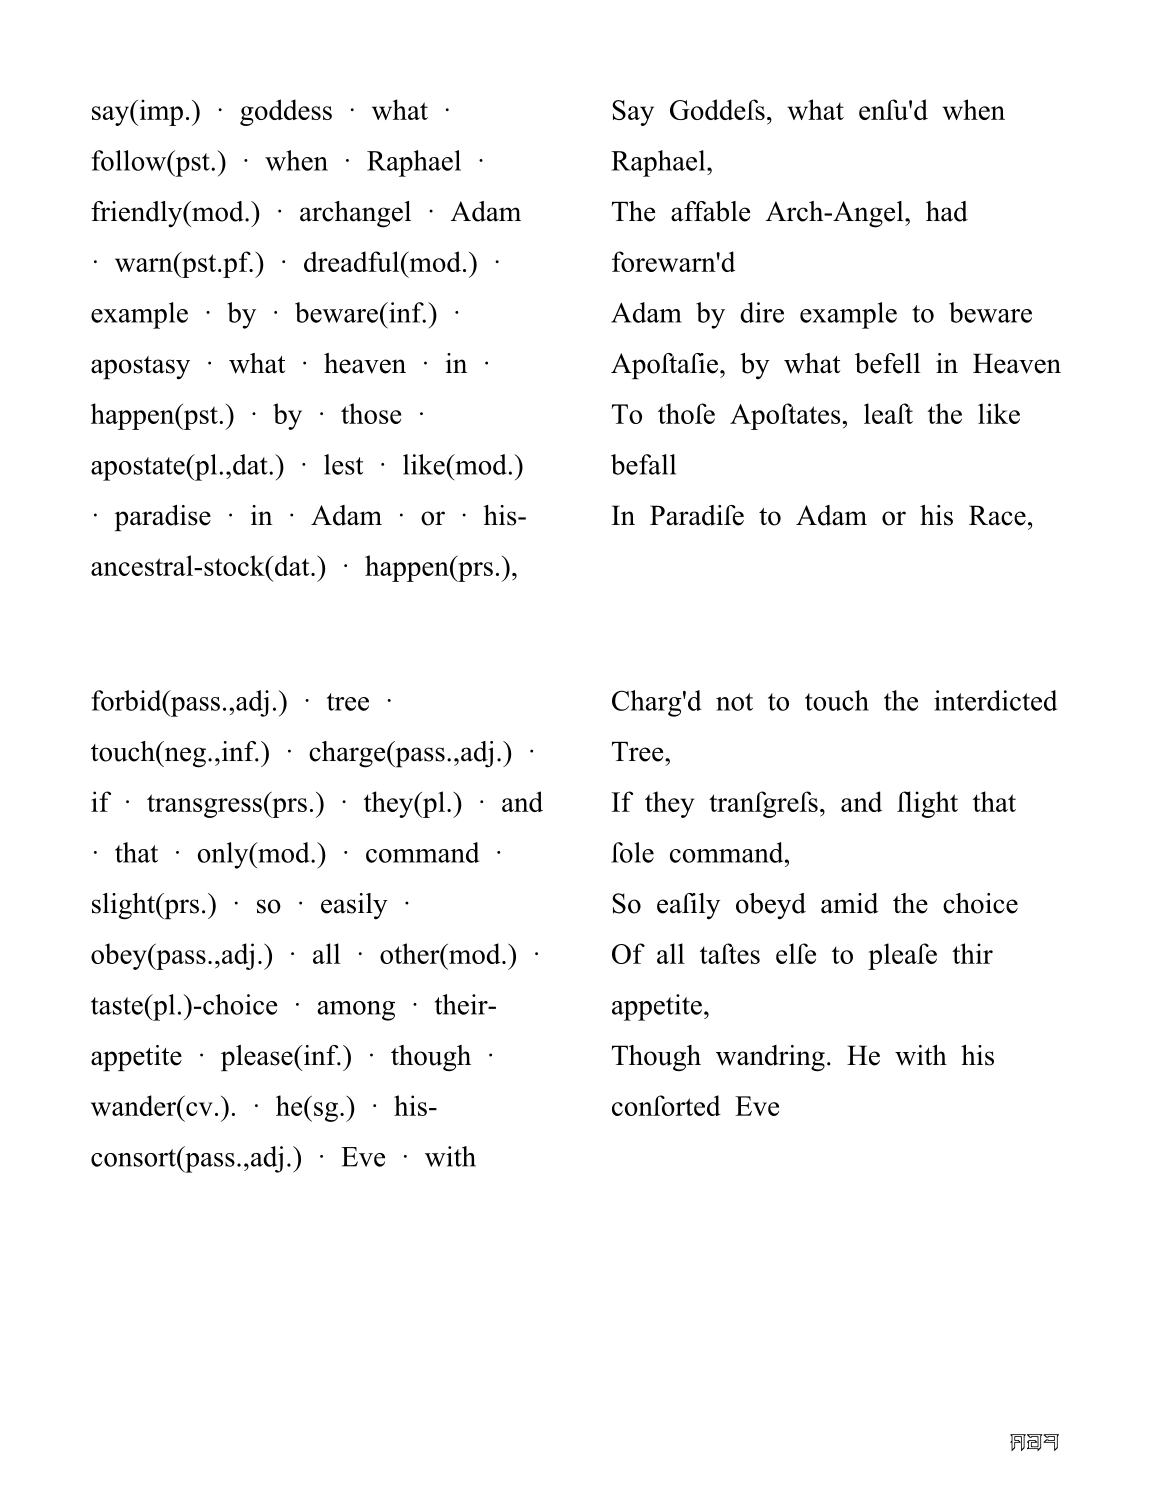 say(imp.) · goddess · what ·
follow(pst.) · when · Raphael ·
friendly(mod.) · archangel · Adam
· warn(pst.pf.) · dreadful(mod.) ·
example · by · beware(inf.) ·
apostasy · what · heaven · in ·
happen(pst.) · by · those ·
apostate(pl.,dat.) · lest · like(mod.)
· paradise · in · Adam · or · his-
ancestral-stock(dat.) · happen(prs.),
Say Goddeſs, what enſu'd when
Raphael,
The affable Arch-Angel, had
forewarn'd
Adam by dire example to beware
Apoſtaſie, by what befell in Heaven
To thoſe Apoſtates, leaſt the like
befall
In Paradiſe to Adam or his Race,
forbid(pass.,adj.) · tree ·
touch(neg.,inf.) · charge(pass.,adj.) ·
if · transgress(prs.) · they(pl.) · and
· that · only(mod.) · command ·
slight(prs.) · so · easily ·
obey(pass.,adj.) · all · other(mod.) ·
taste(pl.)-choice · among · their-
appetite · please(inf.) · though ·
wander(cv.). · he(sg.) · his-
consort(pass.,adj.) · Eve · with
Charg'd not to touch the interdicted
Tree,
If they tranſgreſs, and ſlight that
ſole command,
So eaſily obeyd amid the choice
Of all taſtes elſe to pleaſe thir
appetite,
Though wandring. He with his
conſorted Eve